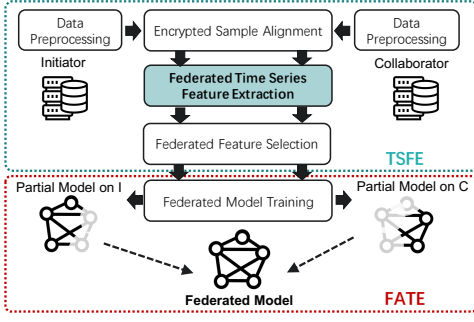 Data
Preprocessing
Encrypted Sample Alignment
Data
Preprocessing
Initiator
Federated Time Series
Feature Extraction
Collaborator
Federated Feature Selection
TSFE
Partial Model on I
Federated Model Training
Partial Model on C
Federated Model
FATE